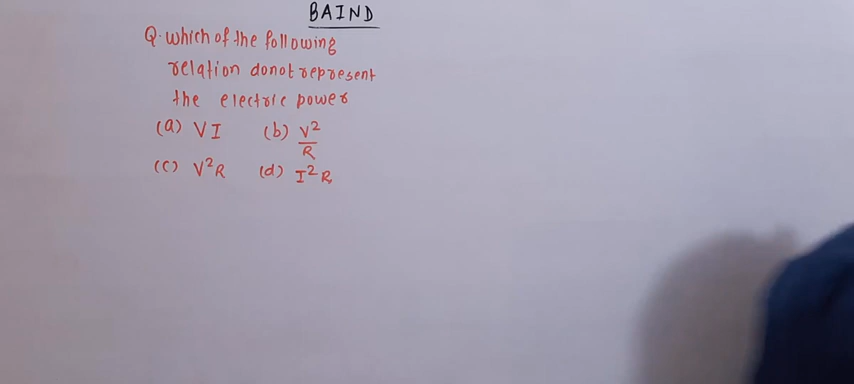 BAIND
Q. which of the following
relation donot represent
the electric power
(a) VI (b) V²/R
(c) V²R (d) I²R